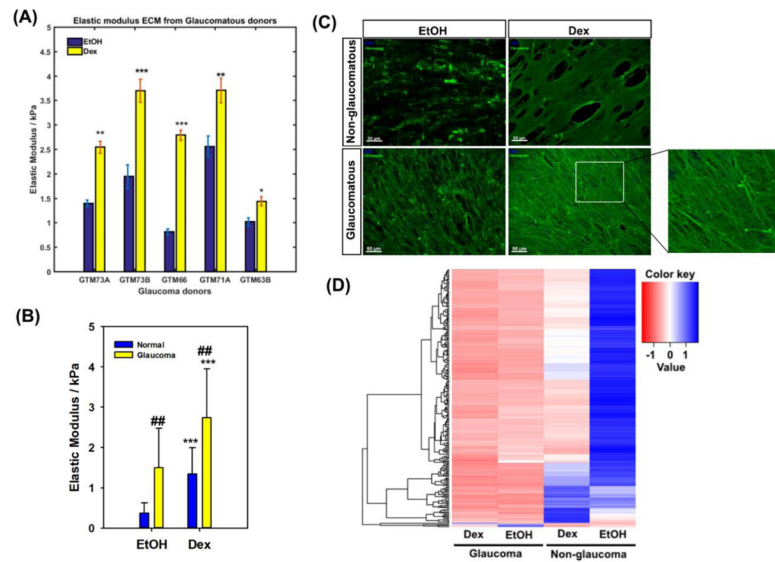 (A)
Elastic modulus ECM from Glaucomatous donors
EtOH
Dex
5
4.5
4
3.5
3
2.5
2
1.5
1
0.5
0
Elastic Modulus / kPa
**
***
***
**
*
GTM73A GTM73B GTM66 GTM71A GTM63B
Glaucoma donors
(B)
Normal
Glaucoma
5
4
3
2
1
0
Elastic Modulus / kPa
##
***
##
***
EtOH Dex
(C)
EtOH Dex
Non-glaucomatous
Glaucomatous
50 µm
50 µm
50 µm
50 µm
(D)
Color key
-1 0 1
Value
Dex EtOH Dex EtOH
Glaucoma Non-glaucoma